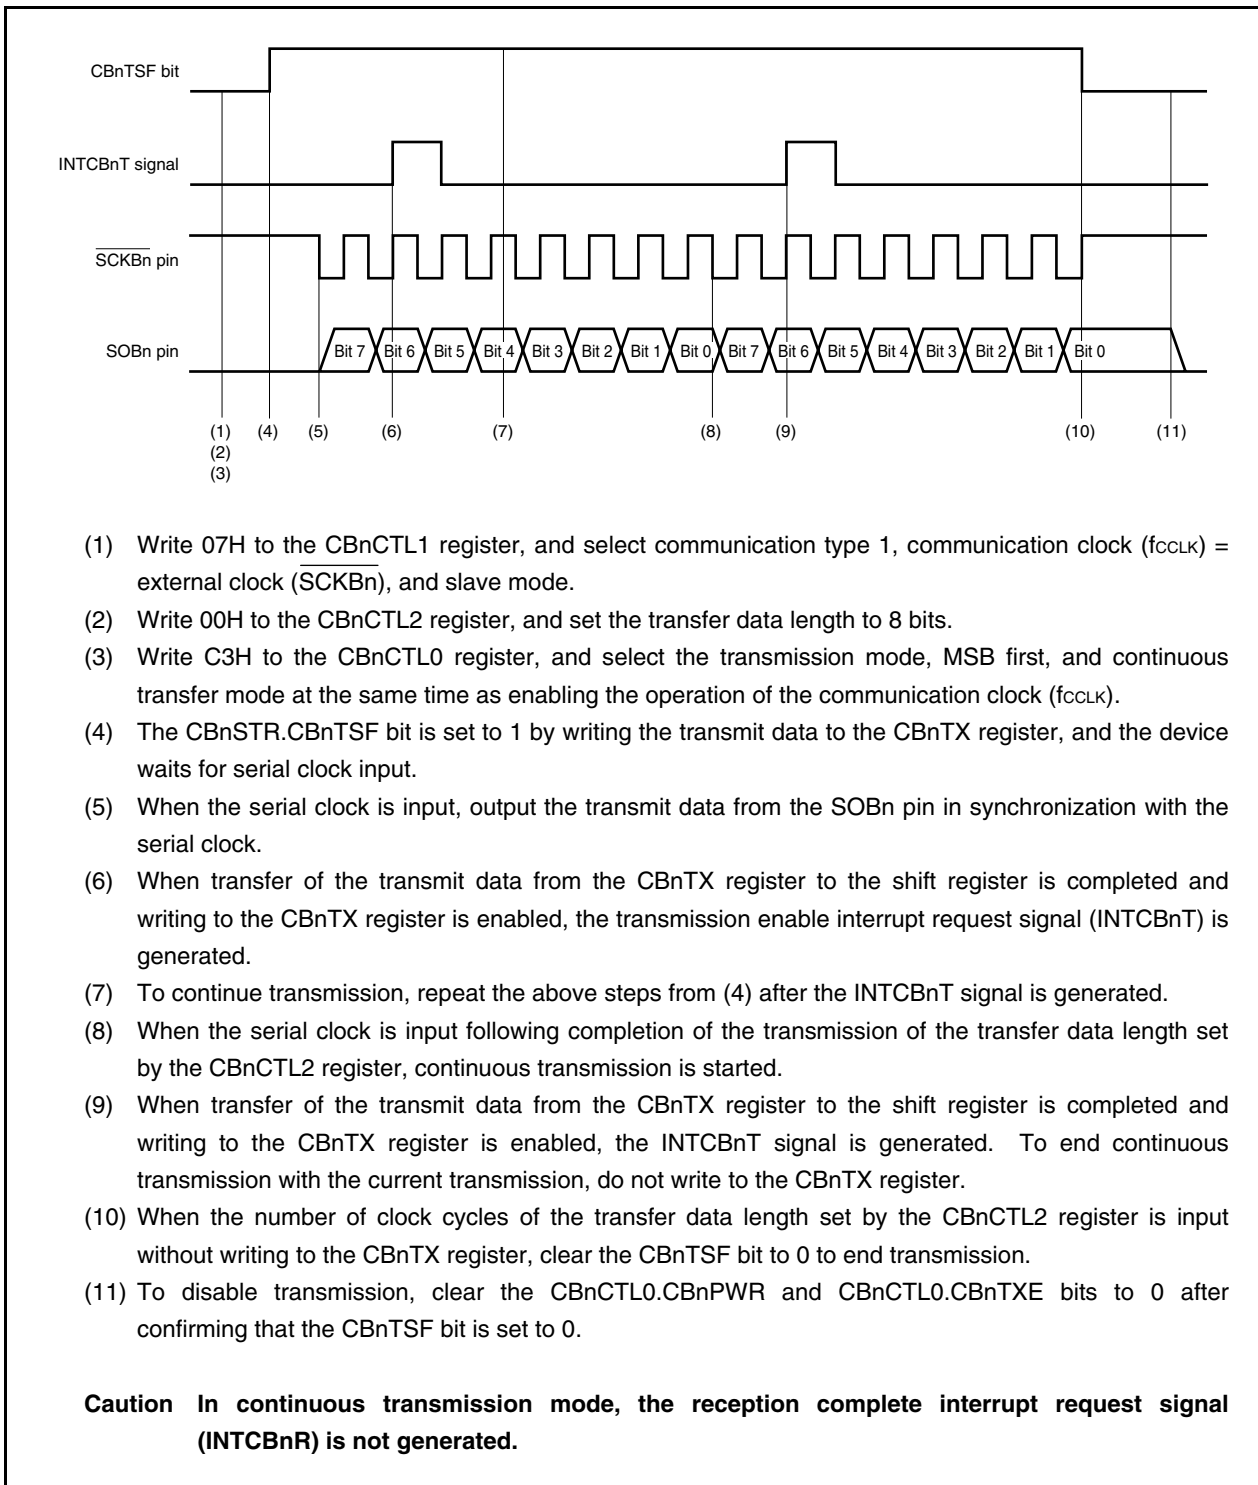 CBnTSF bit
INTCBnT signal
SCKBn pin
SOBn pin
Bit 7 Bit 6 Bit 5 Bit 4 Bit 3 Bit 2 Bit 1 Bit 0 Bit 7 Bit 6 Bit 5 Bit 4 Bit 3 Bit 2 Bit 1 Bit 0
(1) (4) (5) (6) (7) (8) (9) (10) (11)
(2)
(3)
(1) Write 07H to the CBnCTL1 register, and select communication type 1, communication clock (fCCLK) =
external clock (SCKBn), and slave mode.
(2) Write 00H to the CBnCTL2 register, and set the transfer data length to 8 bits.
(3) Write C3H to the CBnCTL0 register, and select the transmission mode, MSB first, and continuous
transfer mode at the same time as enabling the operation of the communication clock (fCCLK).
(4) The CBnSTR.CBnTSF bit is set to 1 by writing the transmit data to the CBnTX register, and the device
waits for serial clock input.
(5) When the serial clock is input, output the transmit data from the SOBn pin in synchronization with the
serial clock.
(6) When transfer of the transmit data from the CBnTX register to the shift register is completed and
writing to the CBnTX register is enabled, the transmission enable interrupt request signal (INTCBnT) is
generated.
(7) To continue transmission, repeat the above steps from (4) after the INTCBnT signal is generated.
(8) When the serial clock is input following completion of the transmission of the transfer data length set
by the CBnCTL2 register, continuous transmission is started.
(9) When transfer of the transmit data from the CBnTX register to the shift register is completed and
writing to the CBnTX register is enabled, the INTCBnT signal is generated. To end continuous
transmission with the current transmission, do not write to the CBnTX register.
(10) When the number of clock cycles of the transfer data length set by the CBnCTL2 register is input
without writing to the CBnTX register, clear the CBnTSF bit to 0 to end transmission.
(11) To disable transmission, clear the CBnCTL0.CBnPWR and CBnCTL0.CBnTXE bits to 0 after
confirming that the CBnTSF bit is set to 0.
Caution In continuous transmission mode, the reception complete interrupt request signal
(INTCBnR) is not generated.